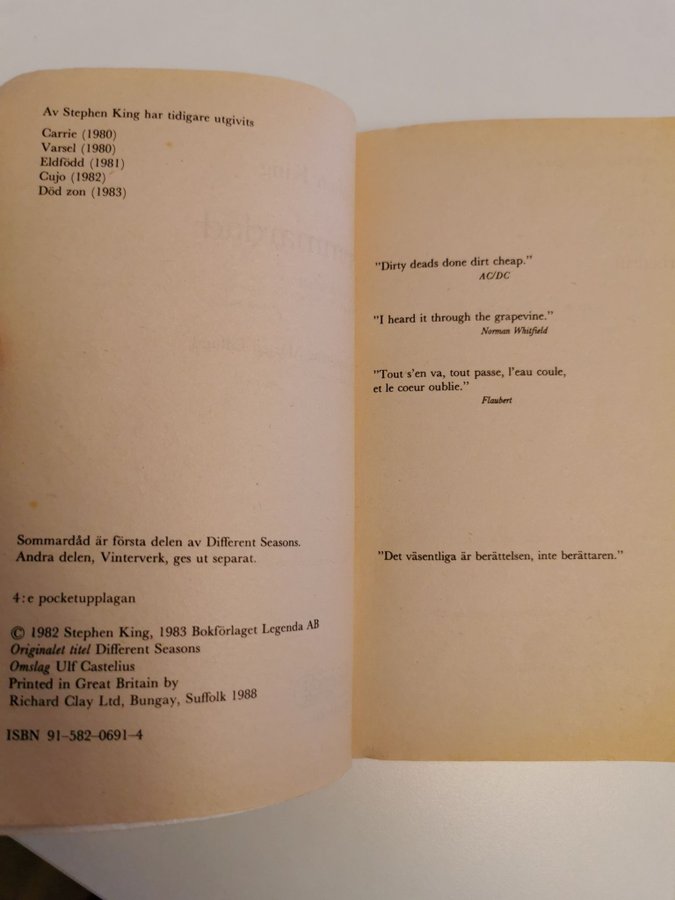 Av Stephen King har tidigare utgivits
Carrie (1980)
Varsel (1980)
Eldfödd (1981)
Cujo (1982)
Död zon (1983)
Sommardåd är första delen av Different Seasons.
Andra delen, Vinterverk, ges ut separat.
4:e pocketupplagan
© 1982 Stephen King, 1983 Bokförlaget Legenda AB
Originalet titel Different Seasons
Omslag Ulf Castelius
Printed in Great Britain by
Richard Clay Ltd, Bungay, Suffolk 1988
ISBN 91-582-0691-4
"Dirty deads done dirt cheap."
AC/DC
"I heard it through the grapevine."
Norman Whitfield
"Tout s'en va, tout passe, l'eau coule,
et le coeur oublie."
Flaubert
"Det väsentliga är berättelsen, inte berättaren."